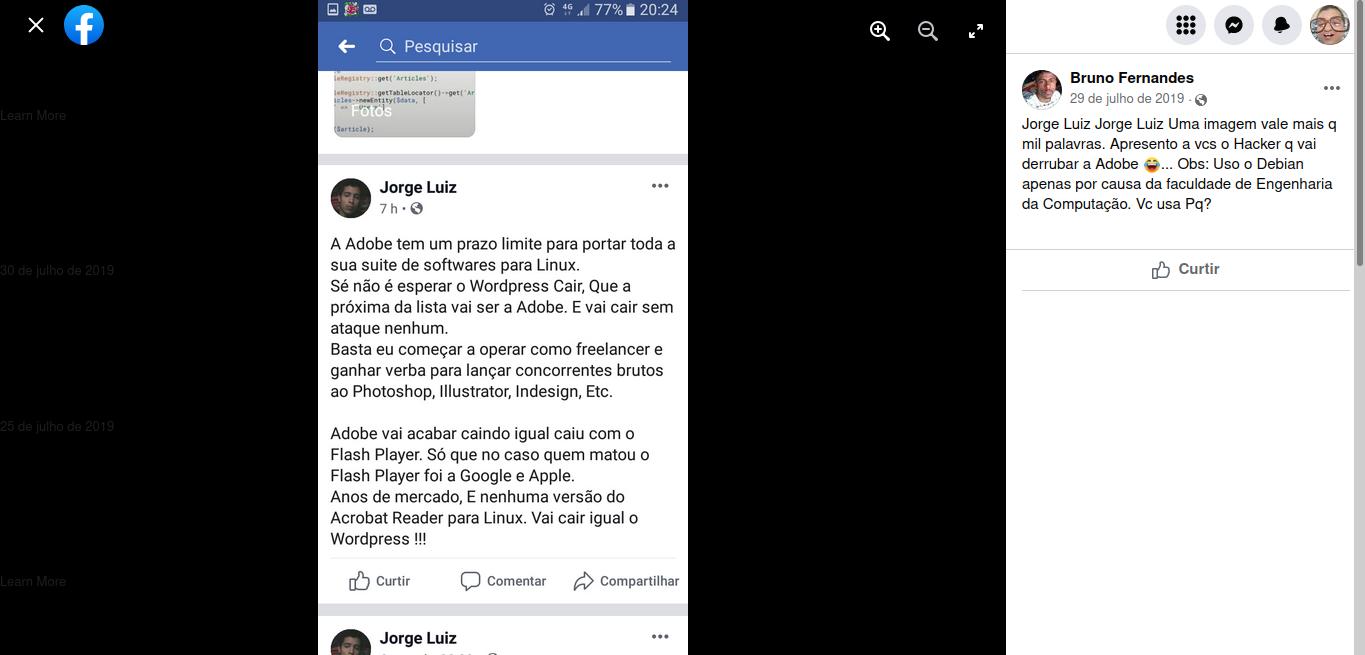 77% 20:24
Pesquisar
leRegistry::get('Articles');
leRegistry::getTableLocator()->get('Ar
icles->newEntity($data, [
Fotos
($article);
Jorge Luiz
7 h
A Adobe tem um prazo limite para portar toda a
sua suite de softwares para Linux.
Sé não é esperar o Wordpress Cair, Que a
próxima da lista vai ser a Adobe. E vai cair sem
ataque nenhum.
Basta eu começar a operar como freelancer e
ganhar verba para lançar concorrentes brutos
ao Photoshop, Illustrator, Indesign, Etc.
Adobe vai acabar caindo igual caiu com o
Flash Player. Só que no caso quem matou o
Flash Player foi a Google e Apple.
Anos de mercado, E nenhuma versão do
Acrobat Reader para Linux. Vai cair igual o
Wordpress !!!
Curtir Comentar Compartilhar
Jorge Luiz
Learn More
30 de julho de 2019
25 de julho de 2019
Learn More
Bruno Fernandes
29 de julho de 2019
Jorge Luiz Jorge Luiz Uma imagem vale mais q
mil palavras. Apresento a vcs o Hacker q vai
derrubar a Adobe 😂... Obs: Uso o Debian
apenas por causa da faculdade de Engenharia
da Computação. Vc usa Pq?
Curtir